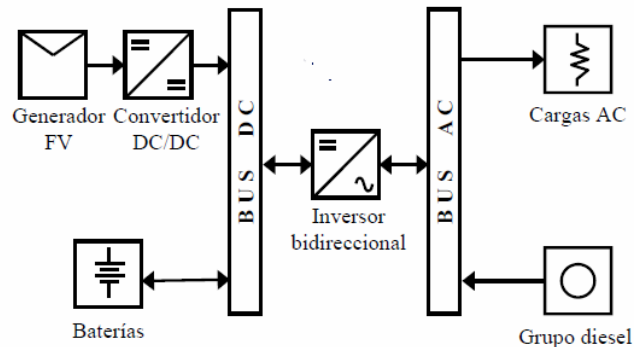 Generador
FV
Convertidor
DC/DC
BUS DC
Inversor
bidireccional
BUS AC
Cargas AC
Baterías
Grupo diesel